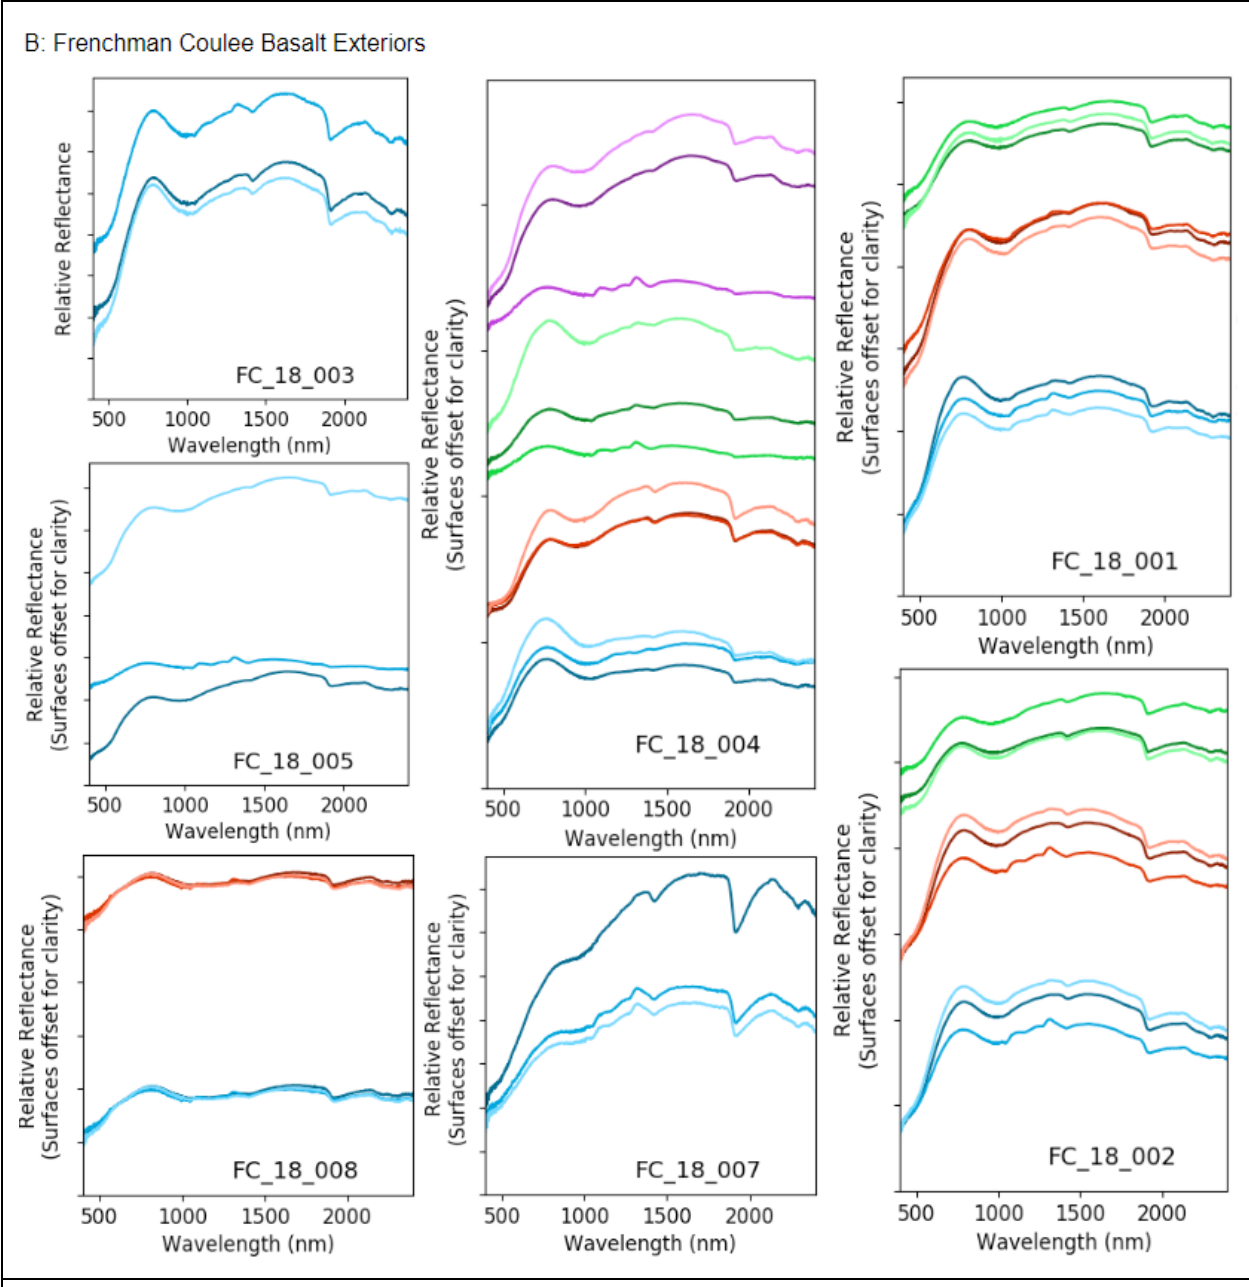 B: Frenchman Coulee Basalt Exteriors
Relative Reflectance
FC_18_003
500 1000 1500 2000
Wavelength (nm)
Relative Reflectance
(Surfaces offset for clarity)
FC_18_005
500 1000 1500 2000
Wavelength (nm)
Relative Reflectance
(Surfaces offset for clarity)
FC_18_008
500 1000 1500 2000
Wavelength (nm)
Relative Reflectance
(Surfaces offset for clarity)
FC_18_004
500 1000 1500 2000
Wavelength (nm)
Relative Reflectance
(Surfaces offset for clarity)
FC_18_007
500 1000 1500 2000
Wavelength (nm)
Relative Reflectance
(Surfaces offset for clarity)
FC_18_001
500 1000 1500 2000
Wavelength (nm)
Relative Reflectance
(Surfaces offset for clarity)
FC_18_002
500 1000 1500 2000
Wavelength (nm)